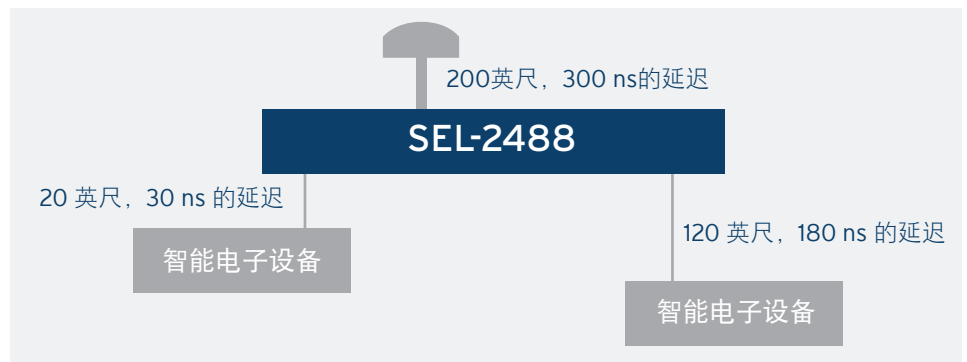 200英尺，300 ns的延迟
SEL-2488
20 英尺，30 ns 的延迟
120 英尺，180 ns 的延迟
智能电子设备
智能电子设备